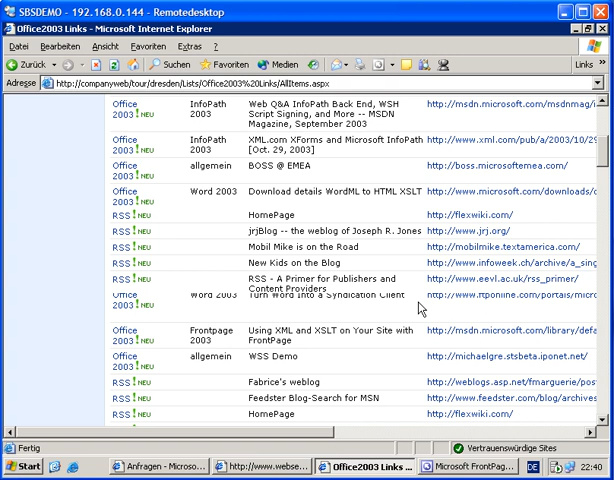 SBSDEMO - 192.168.0.144 - Remotedesktop
Office2003 Links - Microsoft Internet Explorer
Datei Bearbeiten Ansicht Favoriten Extras ?
Zurück Suchen Favoriten Medien Links »
Adresse http://companyweb/tour/dresden/Lists/Office2003%20Links/AllItems.aspx
Office 2003 ! NEU InfoPath 2003 Web Q&A InfoPath Back End, WSH Script Signing, and More -- MSDN Magazine, September 2003 http://msdn.microsoft.com/msdnmag/i
Office 2003 ! NEU InfoPath 2003 XML.com XForms and Microsoft InfoPath [Oct. 29, 2003] http://www.xml.com/pub/a/2003/10/29
Office 2003 ! NEU allgemein BOSS @ EMEA http://boss.microsoftemea.com/
Office 2003 ! NEU Word 2003 Download details WordML to HTML XSLT http://www.microsoft.com/downloads/
RSS ! NEU HomePage http://flexwiki.com/
RSS ! NEU jrjBlog -- the weblog of Joseph R. Jones http://www.jrj.org/
RSS ! NEU Mobil Mike is on the Road http://mobilmike.textamerica.com/
RSS ! NEU New Kids on the Blog http://www.infoweek.ch/archive/a_sing
RSS ! NEU RSS - A Primer for Publishers and Content Providers http://www.eevl.ac.uk/rss_primer/
Office 2003 ! NEU Word 2003 Turn Word into a Syndication Client http://www.ftponline.com/portals/micro
Office 2003 ! NEU Frontpage 2003 Using XML and XSLT on Your Site with FrontPage http://msdn.microsoft.com/library/defa
Office 2003 ! NEU allgemein WSS Demo http://michaelgre.stsbeta.iponet.net/
RSS ! NEU Fabrice's weblog http://weblogs.asp.net/fmarguerie/post
RSS ! NEU Feedster Blog-Search for MSN http://www.feedster.com/blog/archives
RSS ! NEU HomePage http://flexwiki.com/
Fertig Vertrauenswürdige Sites
Start Anfragen - Microso... http://www.webse... Office2003 Links ... Microsoft FrontPag... DE 22:40